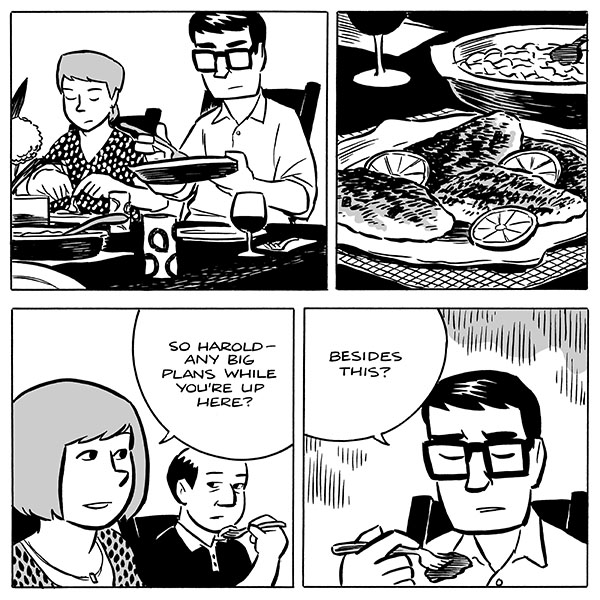 SO HAROLD—
ANY BIG
PLANS WHILE
YOU'RE UP
HERE?
BESIDES
THIS?